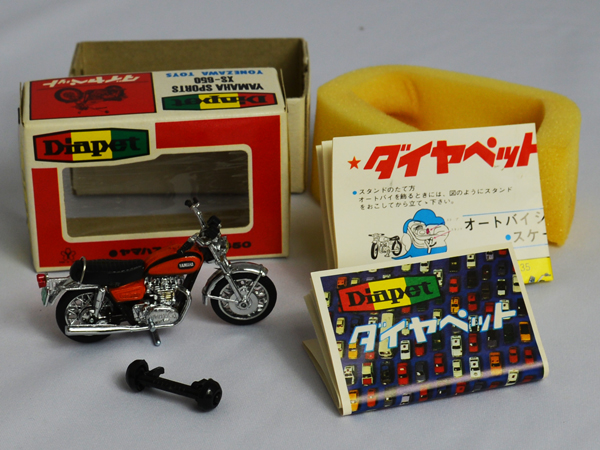 ダイヤペット
YAMAHA SPORTS
XS-650
YONEZAWA TOYS
Dinpet
Dinpet
YAMAHA
★ダイヤペット
●スタンドのたて方
オートバイを飾るときには、図のようにスタンド
をおこしてから立て、下さい。
オートバイシ
●スケー
35
Dinpet
ダイヤペット